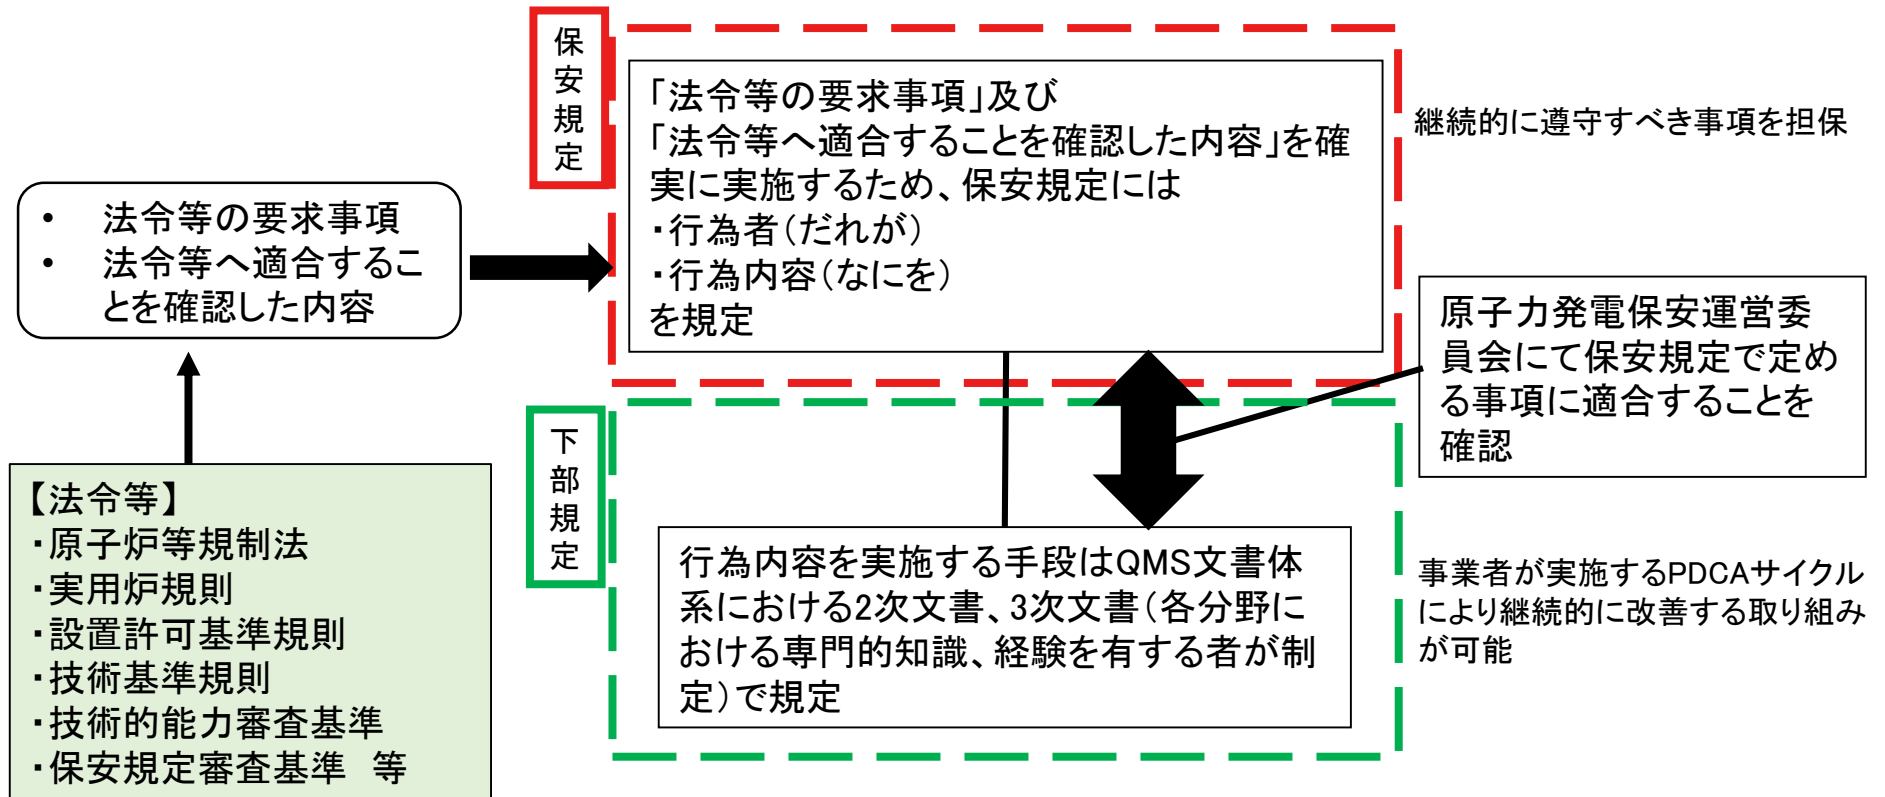 保安規定
「法令等の要求事項」及び
「法令等へ適合することを確認した内容」を確
実に実施するため、保安規定には
・行為者(だれが)
・行為内容(なにを)
を規定
継続的に遵守すべき事項を担保
• 法令等の要求事項
• 法令等へ適合するこ
とを確認した内容
原子力発電保安運営委
員会にて保安規定で定め
る事項に適合することを
確認
【法令等】
・原子炉等規制法
・実用炉規則
・設置許可基準規則
・技術基準規則
・技術的能力審査基準
・保安規定審査基準 等
下部規定
行為内容を実施する手段はQMS文書体
系における2次文書、3次文書(各分野に
おける専門的知識、経験を有する者が制
定)で規定
事業者が実施するPDCAサイクル
により継続的に改善する取り組み
が可能